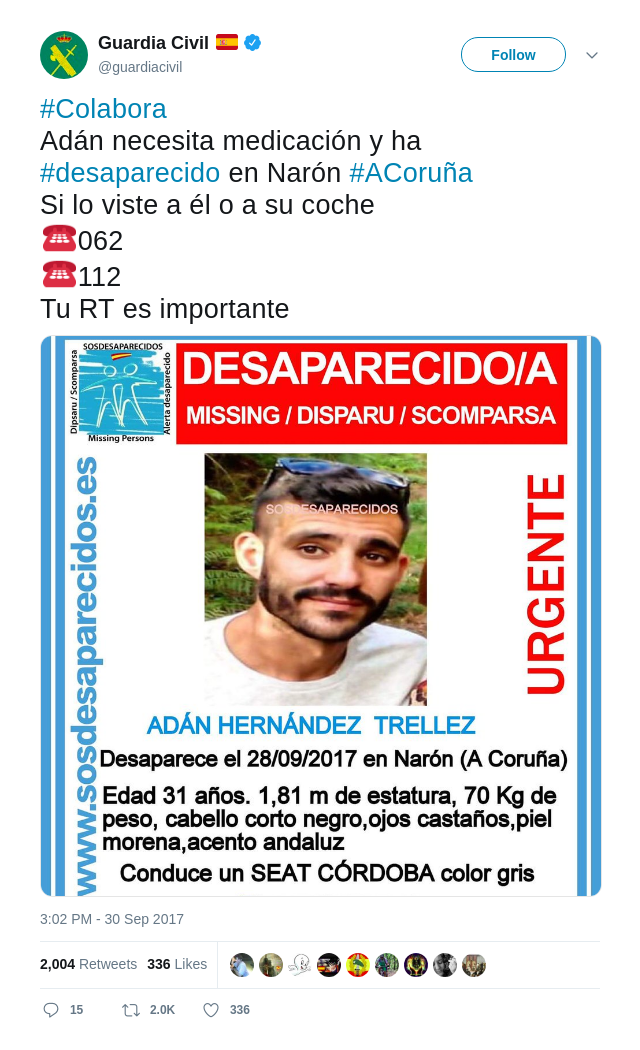 Guardia Civil
@guardiacivil
Follow
#Colabora
Adán necesita medicación y ha
#desaparecido en Narón #ACoruña
Si lo viste a él o a su coche
☎062
☎112
Tu RT es importante
SOSDESAPARECIDOS
Dipsaru / Scomparsa
Alerta desaparecido
Missing Persons
DESAPARECIDO/A
MISSING / DISPARU / SCOMPARSA
www.sosdesaparecidos.es
SOSDESAPARECIDOS
URGENTE
ADÁN HERNÁNDEZ TRELLEZ
Desaparece el 28/09/2017 en Narón (A Coruña)
Edad 31 años. 1,81 m de estatura, 70 Kg de
peso, cabello corto negro,ojos castaños,piel
morena,acento andaluz
Conduce un SEAT CÓRDOBA color gris
3:02 PM - 30 Sep 2017
2,004 Retweets 336 Likes
15 2.0K 336